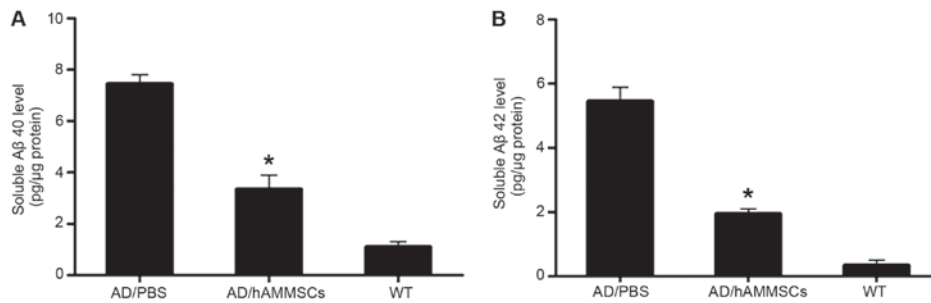 A
Soluble Aβ 40 level
(pg/μg protein)
10
8
6
4
2
0
*
AD/PBS
AD/hAMMSCs
WT
B
Soluble Aβ 42 level
(pg/μg protein)
8
6
4
2
0
*
AD/PBS
AD/hAMMSCs
WT